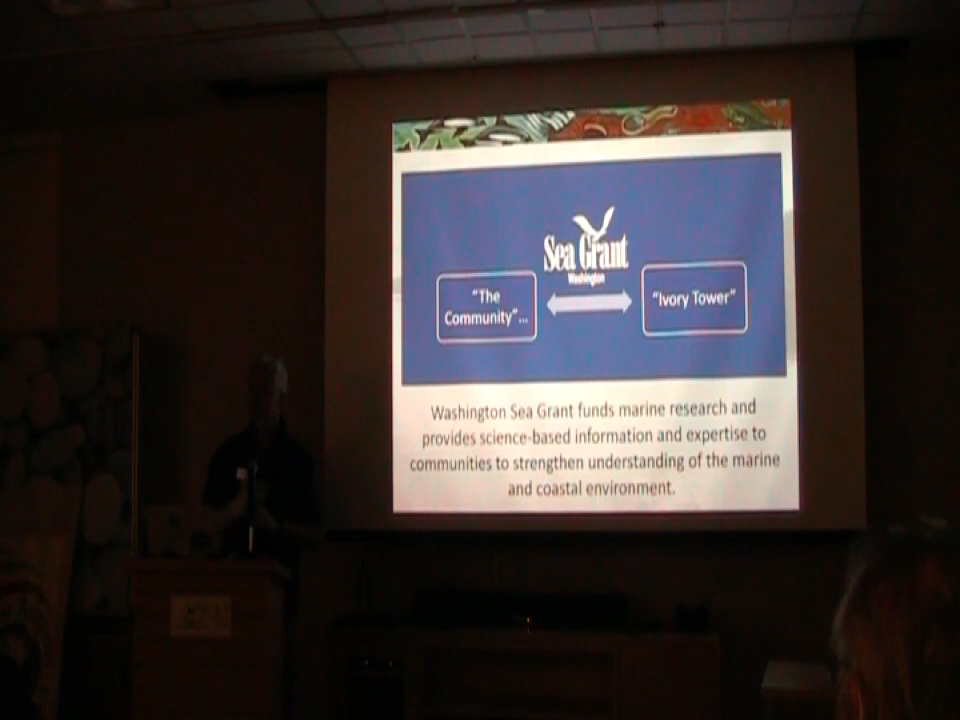 Sea Grant
Washington
"The
Community"...
"Ivory Tower"
Washington Sea Grant funds marine research and
provides science-based information and expertise to
communities to strengthen understanding of the marine
and coastal environment.